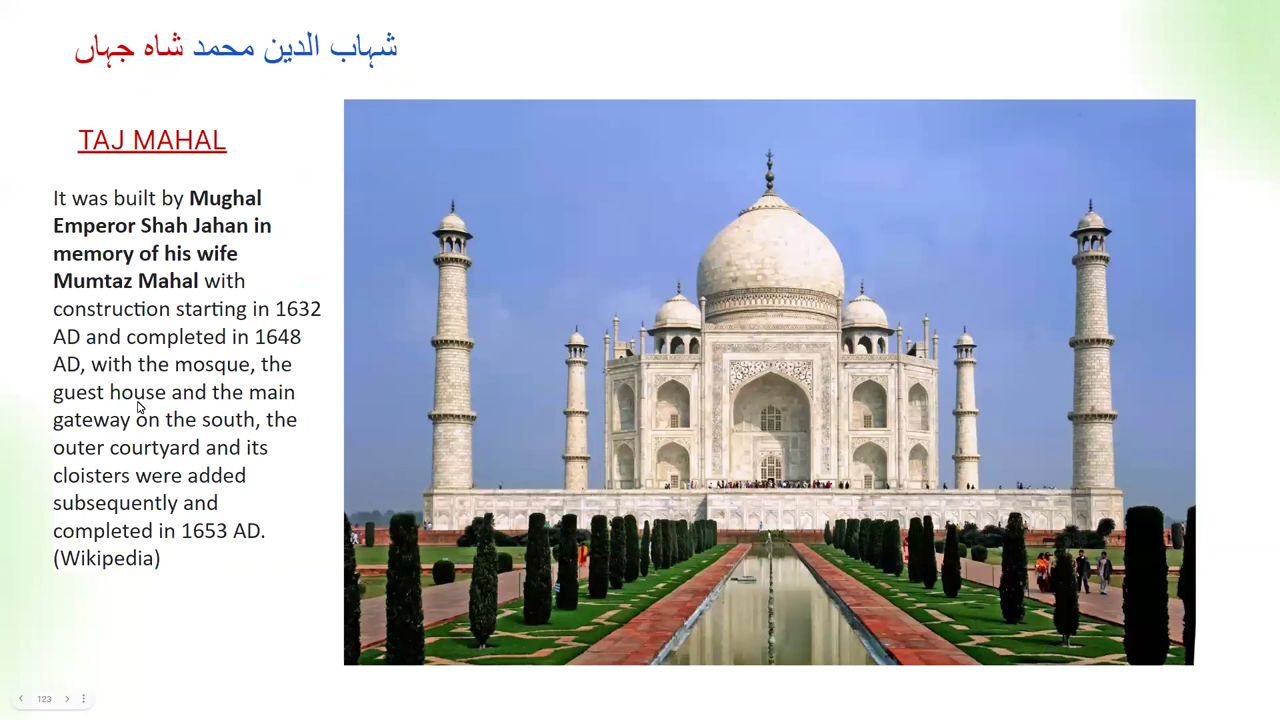 شہاب الدین محمد شاہ جہاں
TAJ MAHAL
It was built by Mughal
Emperor Shah Jahan in
memory of his wife
Mumtaz Mahal with
construction starting in 1632
AD and completed in 1648
AD, with the mosque, the
guest house and the main
gateway on the south, the
outer courtyard and its
cloisters were added
subsequently and
completed in 1653 AD.
(Wikipedia)
123